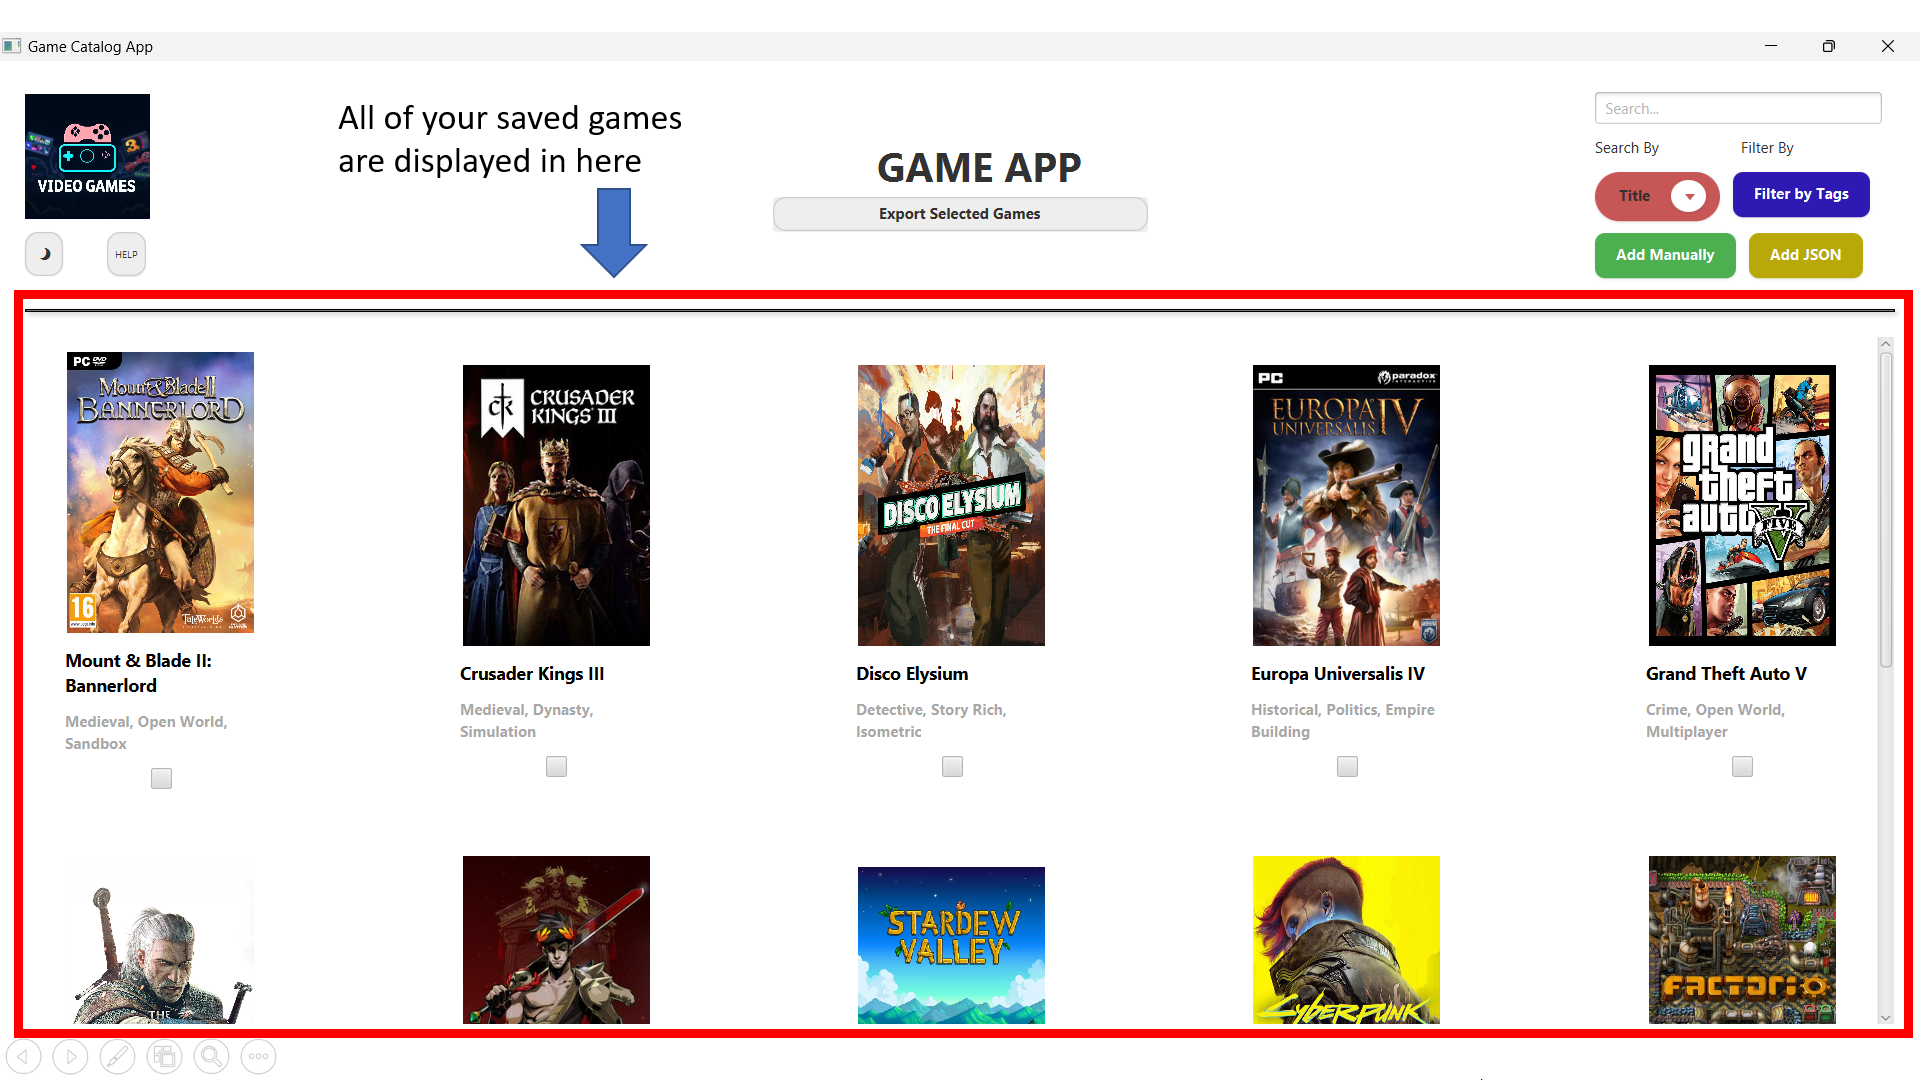 Game Catalog App
VIDEO GAMES
HELP
All of your saved games
are displayed in here
GAME APP
Export Selected Games
Search...
Search By
Filter By
Title
Filter by Tags
Add Manually
Add JSON
PC DVD
Mount & Blade II
BANNERLORD
16
TaleWorlds
Mount & Blade II:
Bannerlord
Medieval, Open World,
Sandbox
CK
CRUSADER
KINGS III
Crusader Kings III
Medieval, Dynasty,
Simulation
DISCO ELYSIUM
THE FINAL CUT
Disco Elysium
Detective, Story Rich,
Isometric
PC
paradox
INTERACTIVE
EUROPA
UNIVERSALIS IV
Europa Universalis IV
Historical, Politics, Empire
Building
grand
theft
auto V
FIVE
Grand Theft Auto V
Crime, Open World,
Multiplayer
THE
STARDEW
VALLEY
CYBERPUNK
FACTORIO